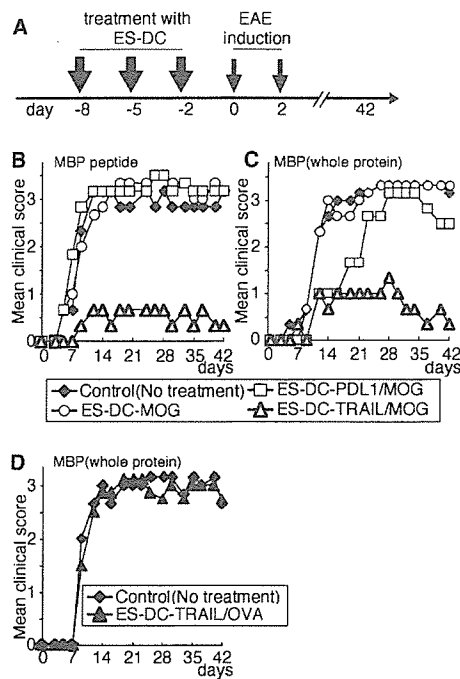 A
treatment with ES-DC
EAE induction
day -8 -5 -2 0 2 42
B
MBP peptide
Mean clinical score
3
2
1
0
0 7 14 21 28 35 42
days
C
MBP(whole protein)
Mean clinical score
3
2
1
0
0 7 14 21 28 35 42
days
Control(No treatment)
ES-DC-PDL1/MOG
ES-DC-MOG
ES-DC-TRAIL/MOG
D
MBP(whole protein)
Mean clinical score
3
2
1
0
Control(No treatment)
ES-DC-TRAIL/OVA
0 7 14 21 28 35 42
days